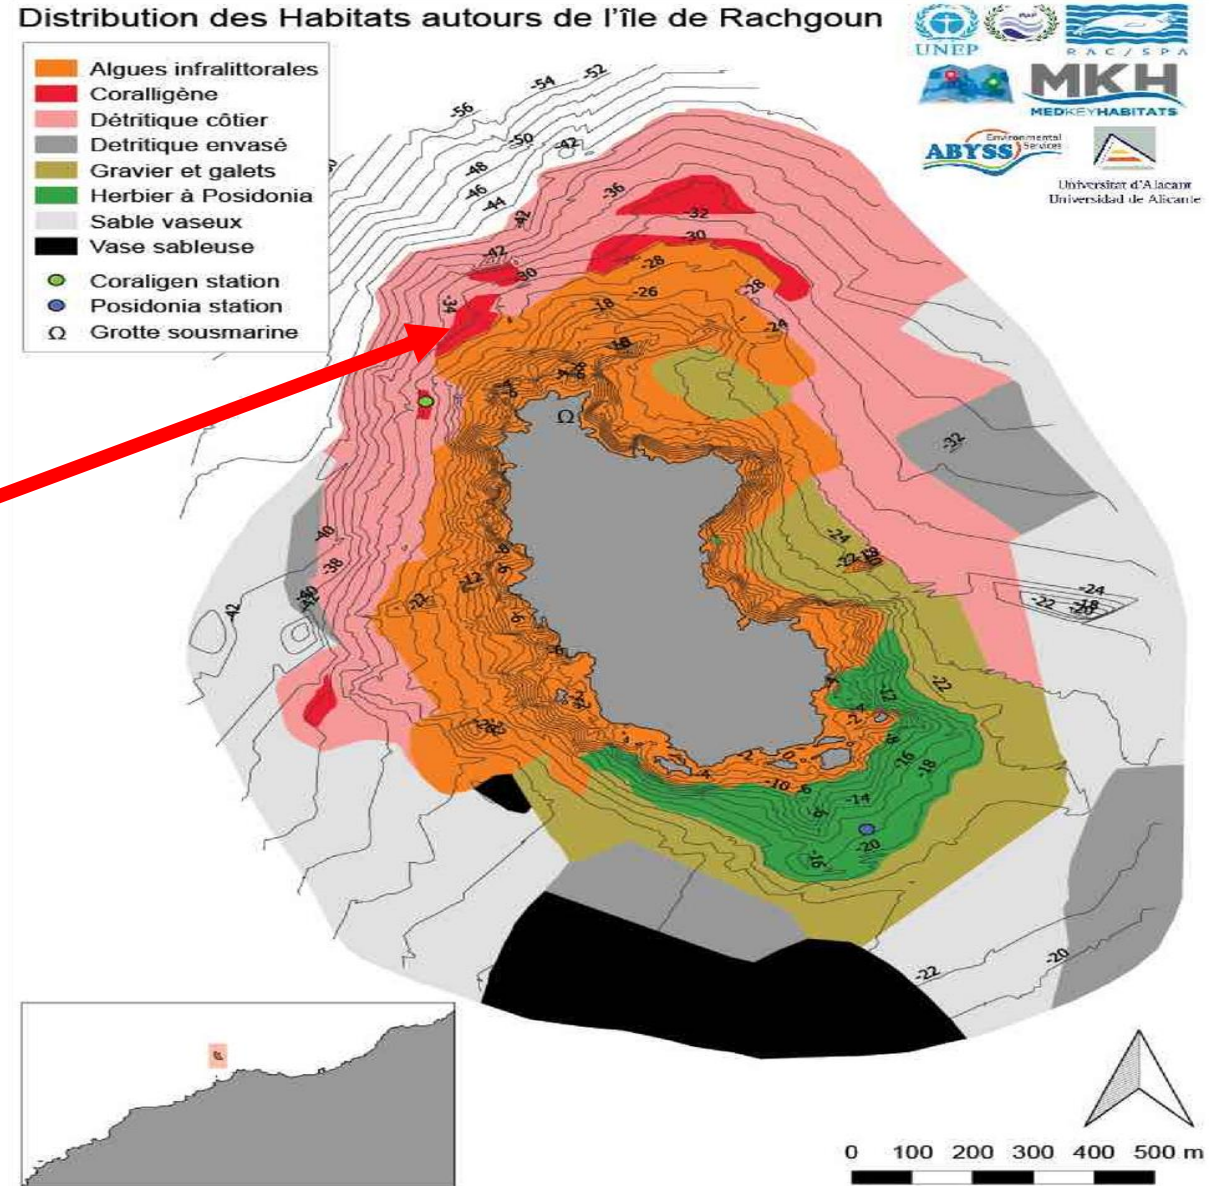 Distribution des Habitats autours de l'île de Rachgoun
UNEP
RAC/SPA
MKH
MEDKEYHABITATS
Environmental
Services
ABYSS
Universitat d'Alacant
Universidad de Alicante
Algues infralittorales
Coralligène
Détritique côtier
Detritique envasé
Gravier et galets
Herbier à Posidonia
Sable vaseux
Vase sableuse
Coraligen station
Posidonia station
Ω Grotte sousmarine
-52
-54
-56
-50
-42
-48
-46
-44
-42
-36
-32
-30
-42
-30
-28
-34
-26
-28
-18
-24
Ω
-32
-40
-38
-24
-22
-12
-42
-24
-22
-22
-12
-16
-18
-14
-10
-20
-16
-22
-20
0 100 200 300 400 500 m